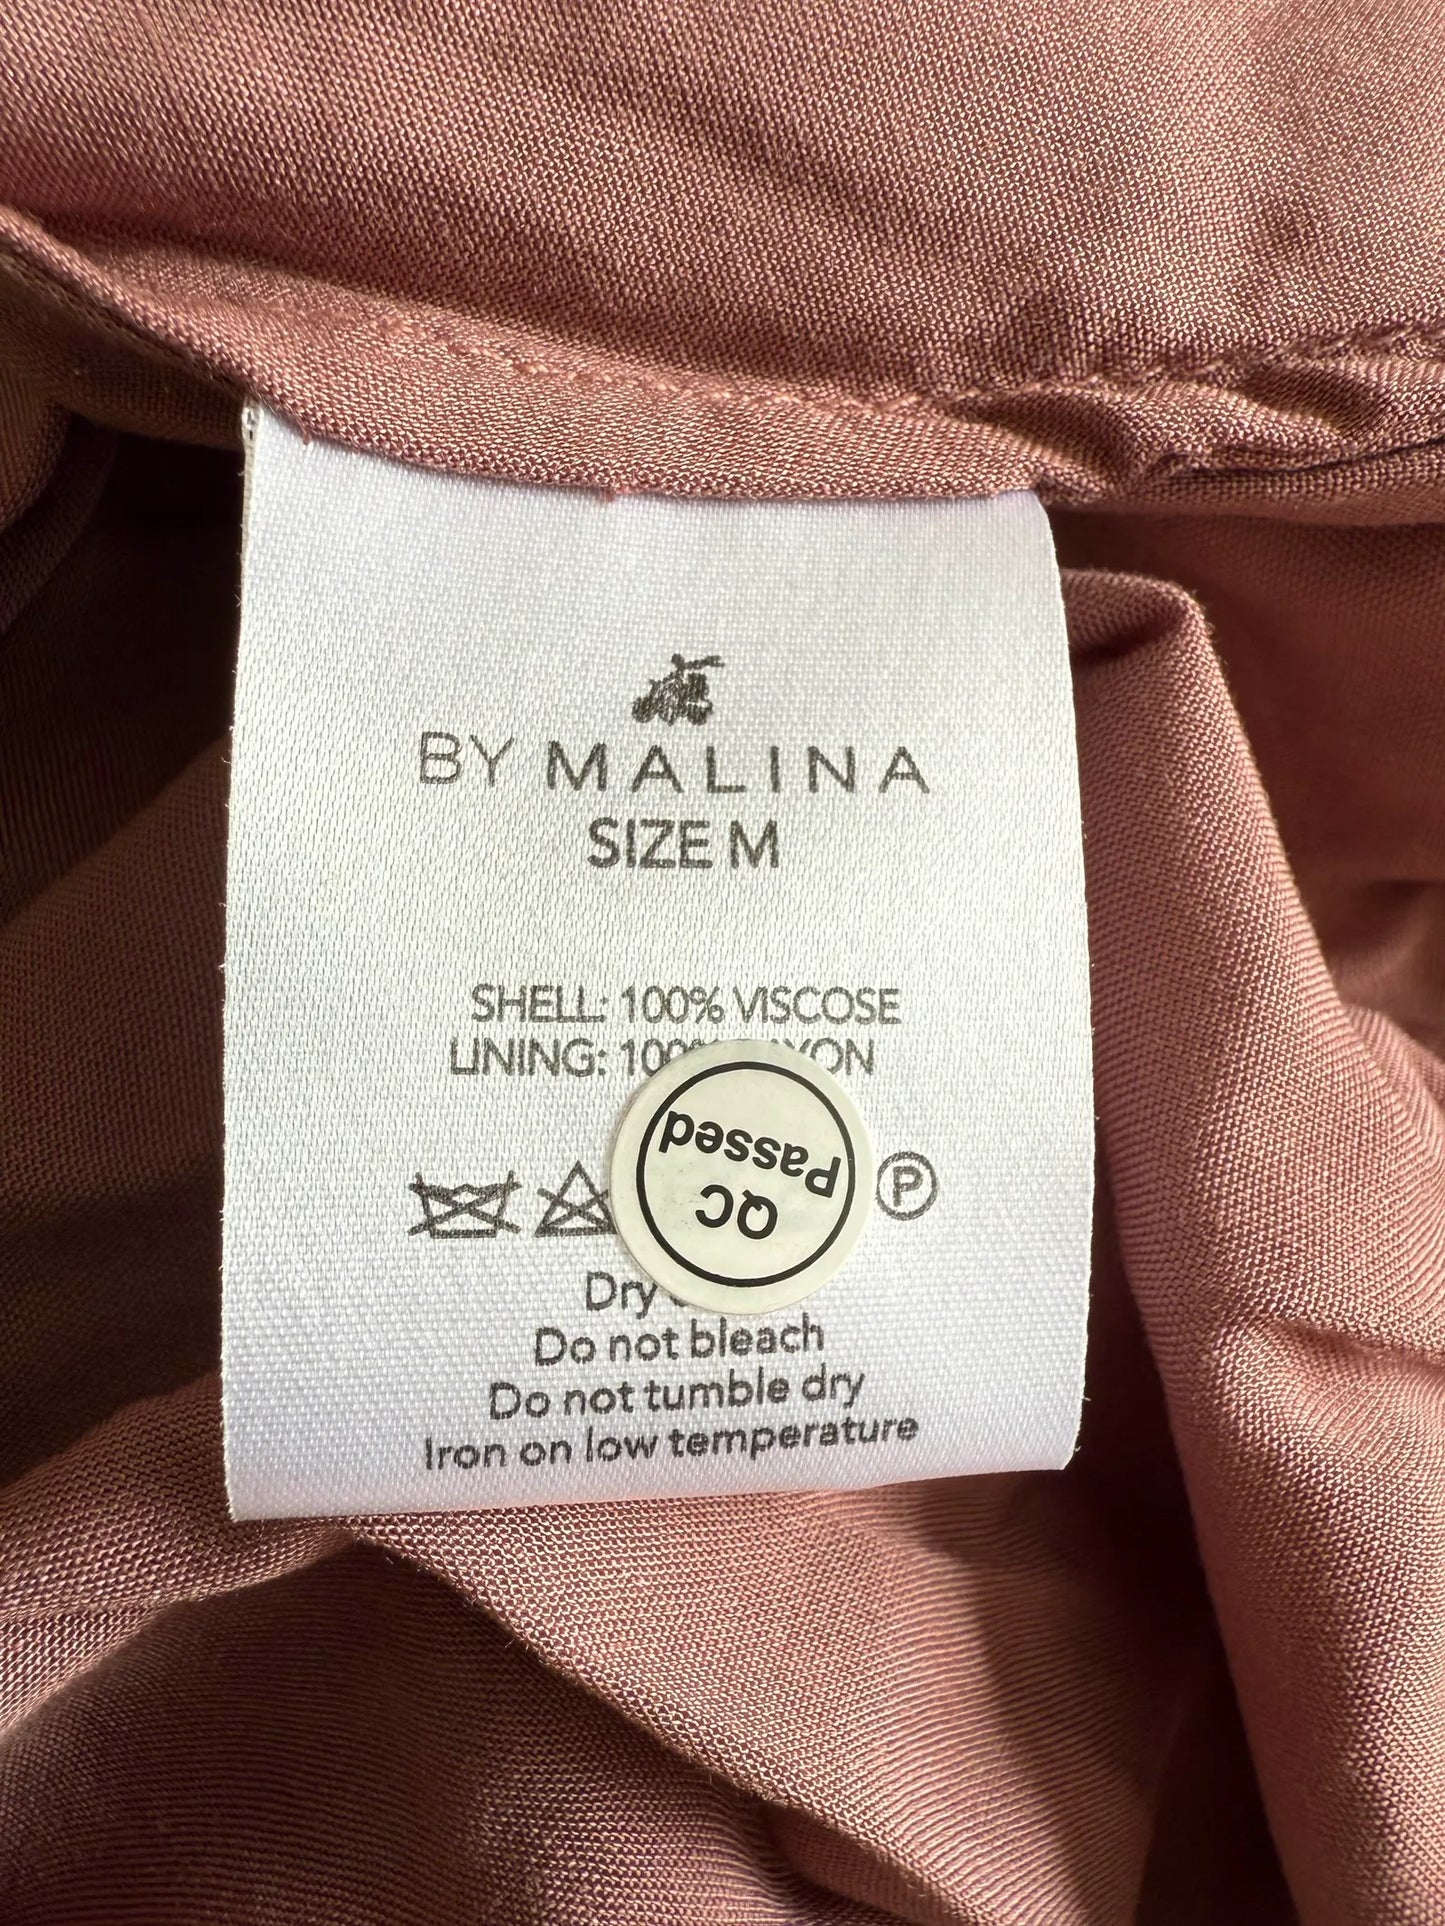 BY MALINA
SIZE M
SHELL: 100% VISCOSE
LINING:
QC
Passed
P
Dry
Do not bleach
Do not tumble dry
Iron on low temperature